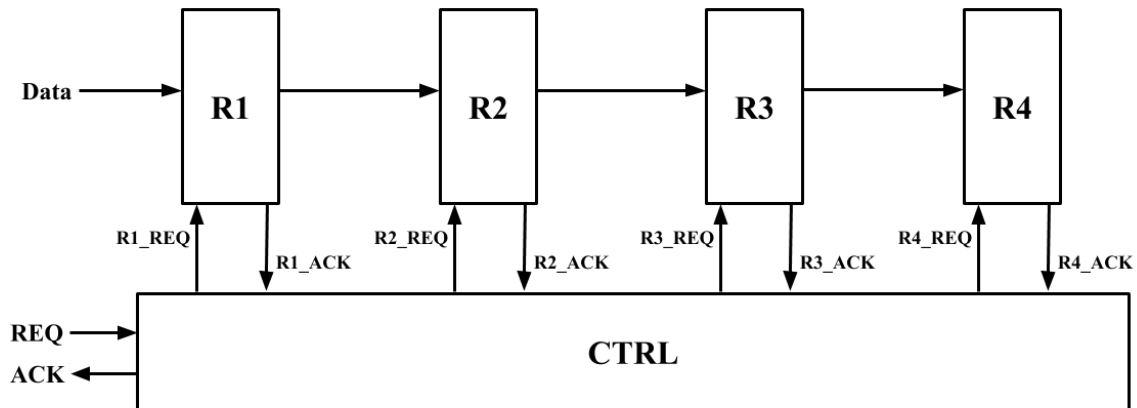 Data
R1
R2
R3
R4
R1_REQ
R1_ACK
R2_REQ
R2_ACK
R3_REQ
R3_ACK
R4_REQ
R4_ACK
REQ
ACK
CTRL